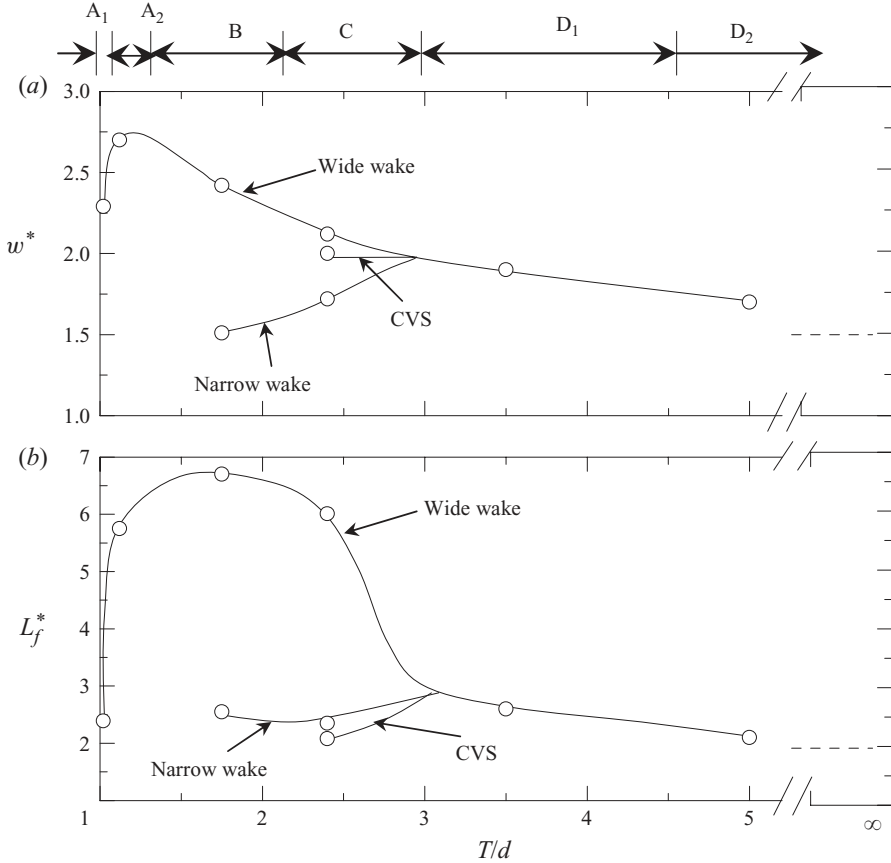 A₁ A₂ B C D₁ D₂
(a)
3.0
2.5
Wide wake
w*
2.0
CVS
1.5
Narrow wake
1.0
(b)
7
6
Wide wake
5
4
L_f*
3
2
Narrow wake
CVS
1 2 3 4 5 ∞
T/d